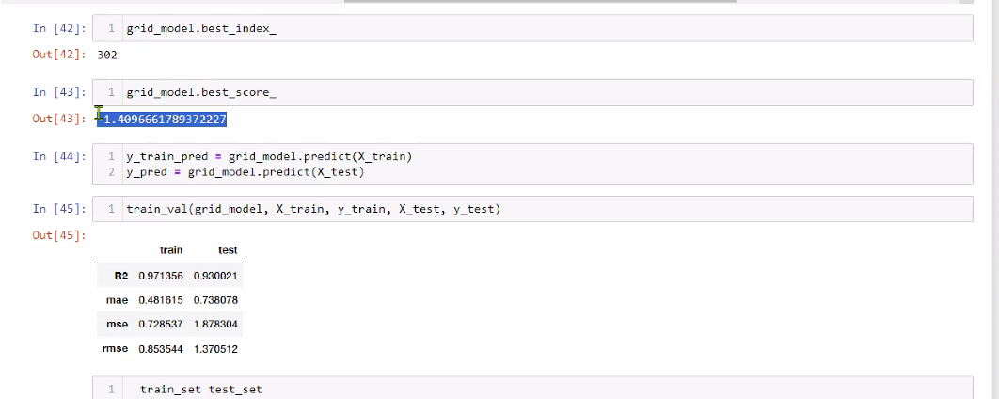 In [42]: 1 grid_model.best_index_
Out[42]: 302
In [43]: 1 grid_model.best_score_
Out[43]: -1.4096661789372227
In [44]: 1 y_train_pred = grid_model.predict(X_train)
2 y_pred = grid_model.predict(X_test)
In [45]: 1 train_val(grid_model, X_train, y_train, X_test, y_test)
Out[45]:
train test
R2 0.971356 0.930021
mae 0.481615 0.738078
mse 0.728537 1.878304
rmse 0.853544 1.370512
1 train_set test_set